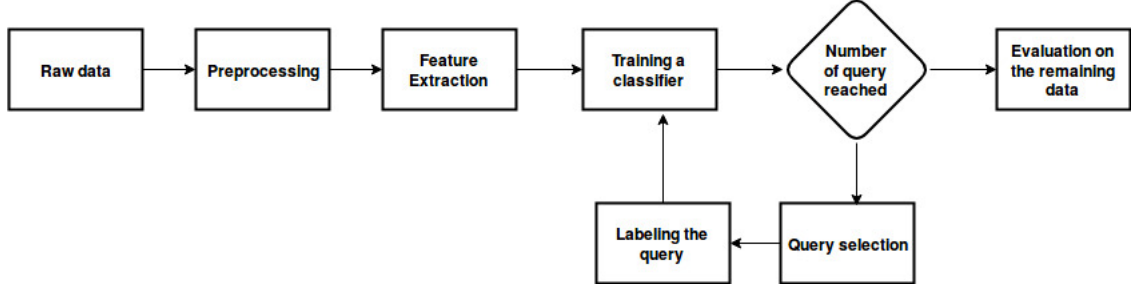 Raw data
Preprocessing
Feature
Extraction
Training a
classifier
Number
of query
reached
Evaluation on
the remaining
data
Labeling the
query
Query selection